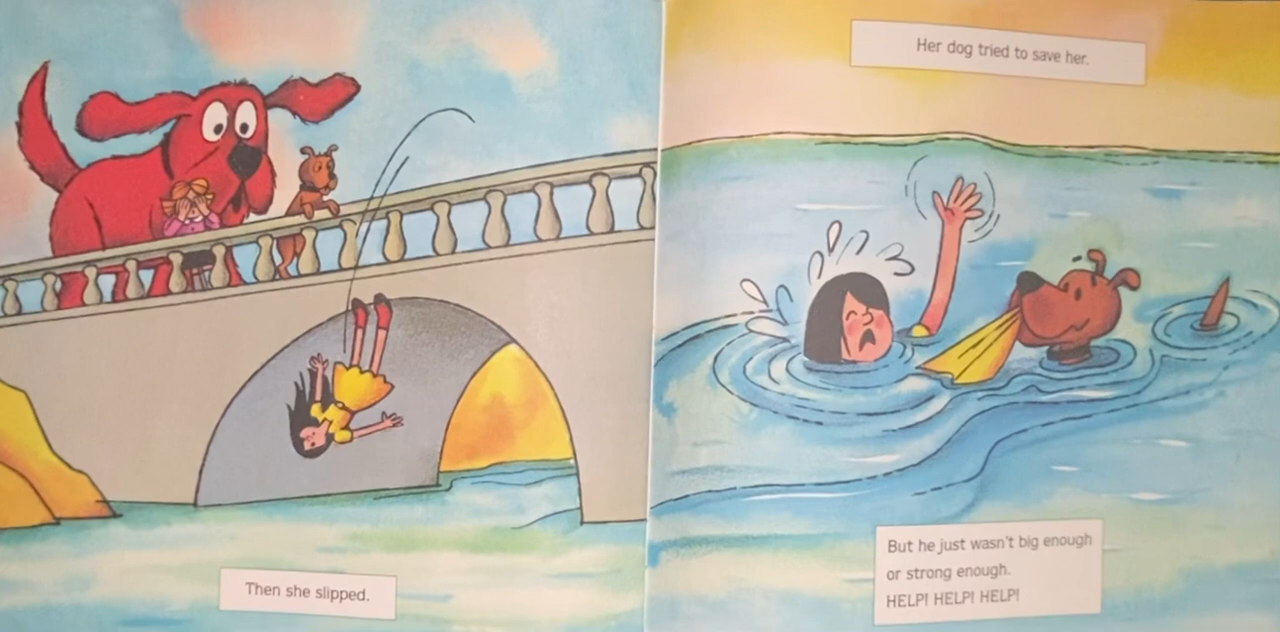 Then she slipped.
Her dog tried to save her.
But he just wasn't big enough
or strong enough.
HELP! HELP! HELP!